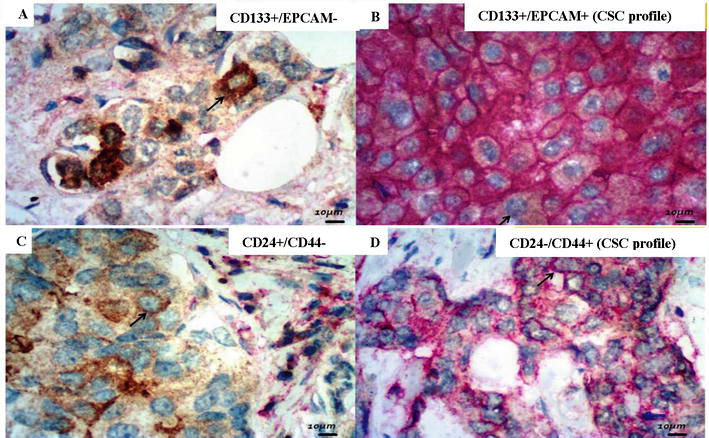 A
CD133+/EPCAM-
10µm
B
CD133+/EPCAM+ (CSC profile)
10µm
C
CD24+/CD44-
10µm
D
CD24-/CD44+ (CSC profile)
10µm